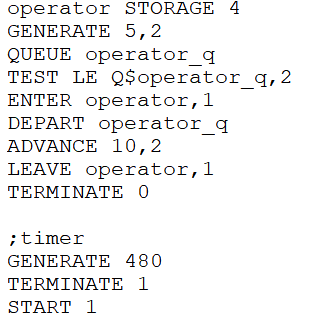 operator STORAGE 4
GENERATE 5,2
QUEUE operator_q
TEST LE Q$operator_q,2
ENTER operator,1
DEPART operator_q
ADVANCE 10,2
LEAVE operator,1
TERMINATE 0

;timer
GENERATE 480
TERMINATE 1
START 1